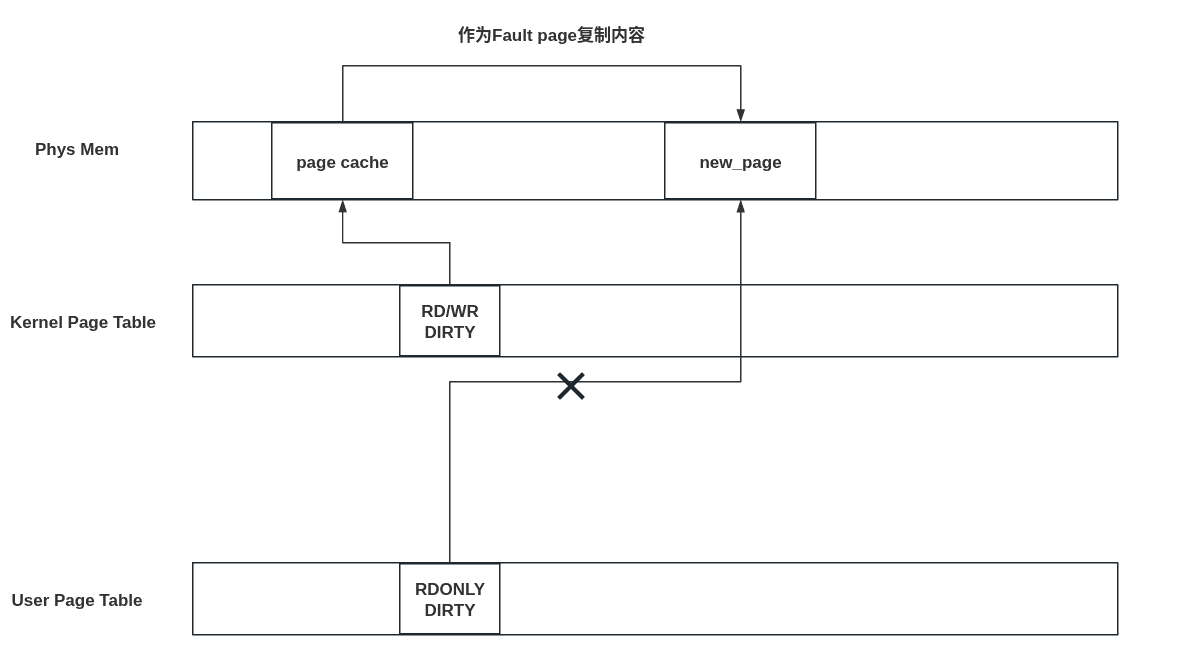 作为Fault page复制内容
Phys Mem
page cache
new_page
Kernel Page Table
RD/WR
DIRTY
User Page Table
RDONLY
DIRTY